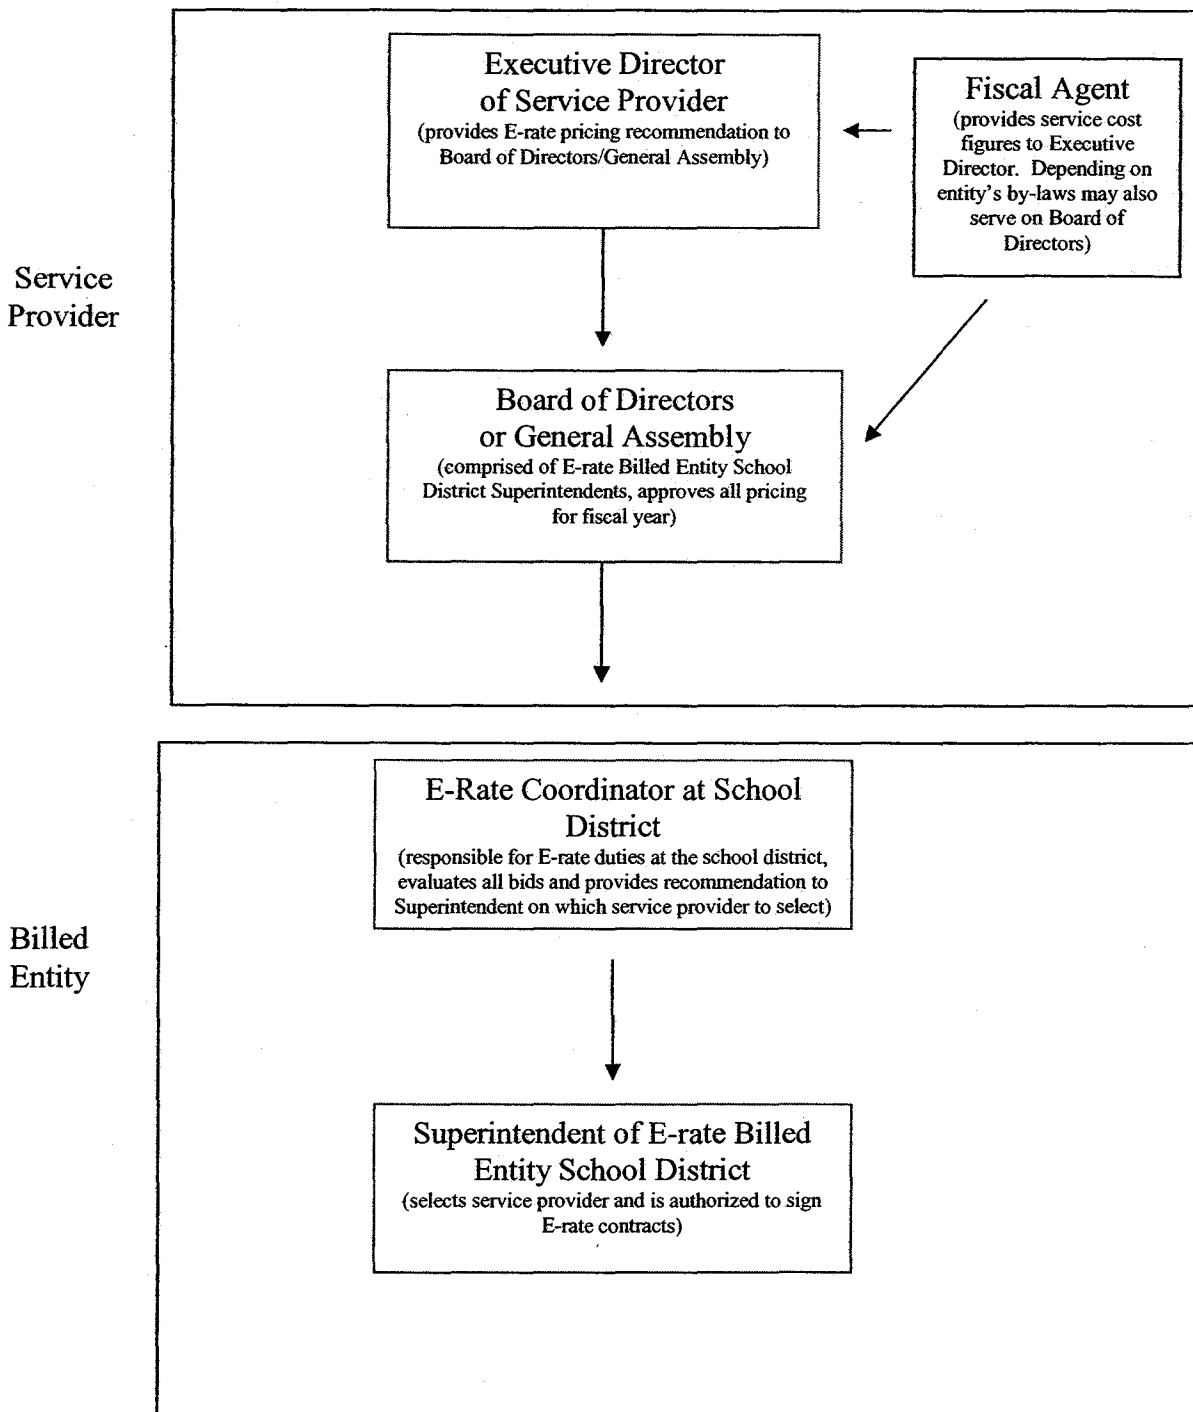 Executive Director
of Service Provider
(provides E-rate pricing recommendation to
Board of Directors/General Assembly)
Fiscal Agent
(provides service cost
figures to Executive
Director. Depending on
entity's by-laws may also
serve on Board of
Directors)
Service
Provider
Board of Directors
or General Assembly
(comprised of E-rate Billed Entity School
District Superintendents, approves all pricing
for fiscal year)
E-Rate Coordinator at School
District
(responsible for E-rate duties at the school district,
evaluates all bids and provides recommendation to
Superintendent on which service provider to select)
Billed
Entity
Superintendent of E-rate Billed
Entity School District
(selects service provider and is authorized to sign
E-rate contracts)